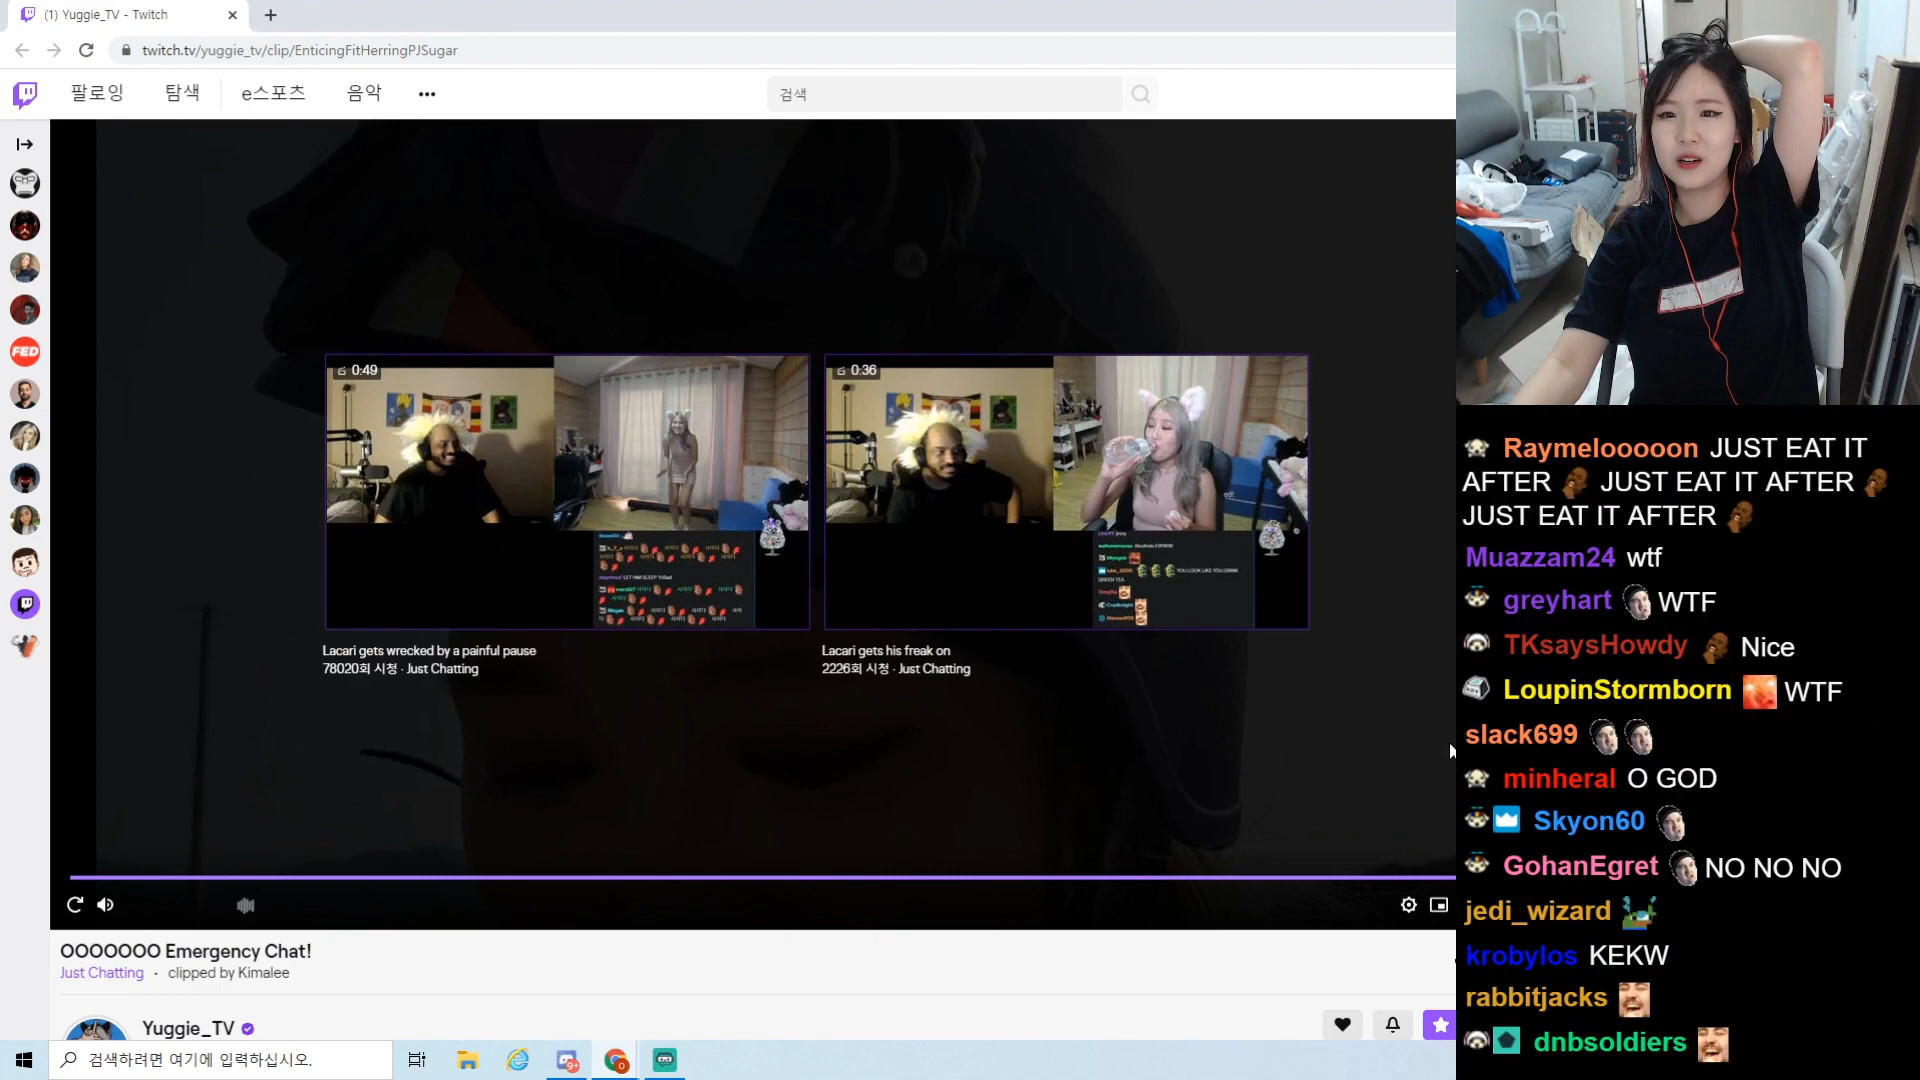 (1) Yuggie_TV - Twitch
twitch.tv/yuggie_tv/clip/EnticingFitHerringPJSugar
팔로잉 탐색 e스포츠 음악 ••• 검색
FED
0:49
0:36
Lacari gets wrecked by a painful pause
78020회 시청 · Just Chatting
Lacari gets his freak on
2226회 시청 · Just Chatting
OOOOOOO Emergency Chat!
Just Chatting · clipped by Kimalee
Yuggie_TV
검색하려면 여기에 입력하십시오.
Raymelooooon JUST EAT IT
AFTER JUST EAT IT AFTER
JUST EAT IT AFTER
Muazzam24 wtf
greyhart WTF
TKsaysHowdy Nice
LoupinStormborn WTF
slack699
minheral O GOD
Skyon60
GohanEgret NO NO NO
jedi_wizard
krobylos KEKW
rabbitjacks
dnbsoldiers